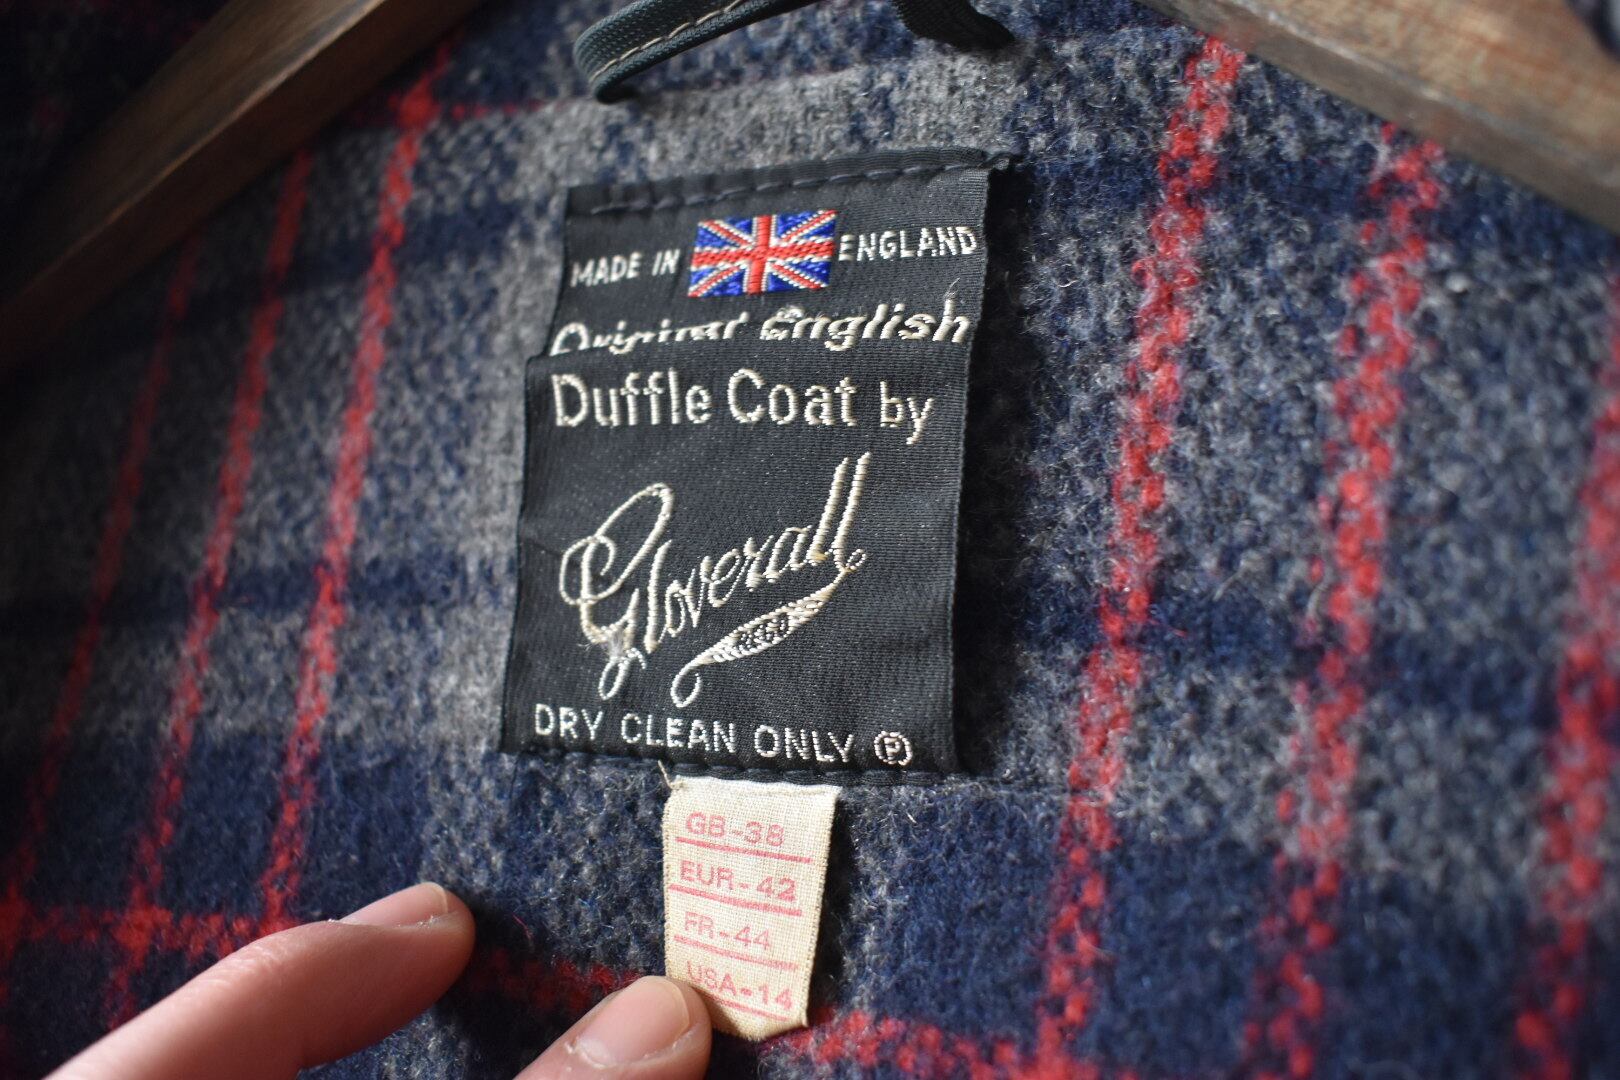 MADE IN ENGLAND
Original English
Duffle Coat by
Gloverall
DRY CLEAN ONLY P
GB-38
EUR-42
FR-44
USA-14